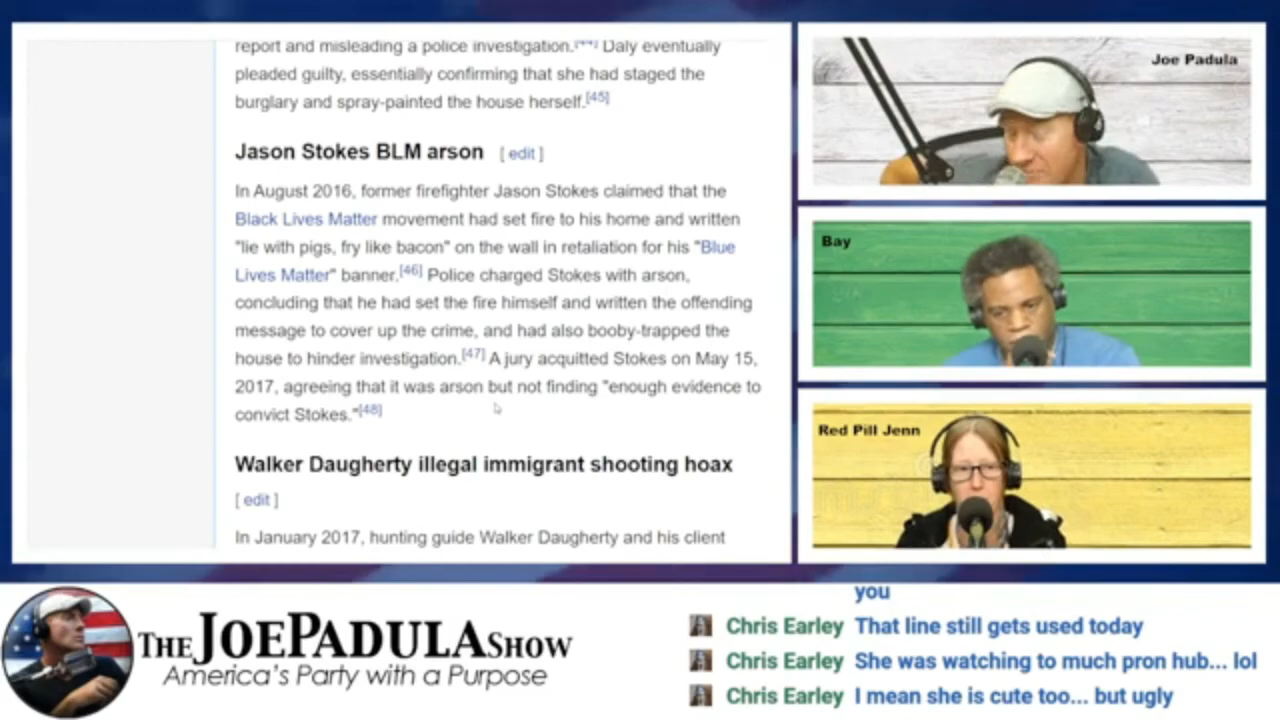 report and misleading a police investigation.[44] Daly eventually
pleaded guilty, essentially confirming that she had staged the
burglary and spray-painted the house herself.[45]
Jason Stokes BLM arson [ edit ]
In August 2016, former firefighter Jason Stokes claimed that the
Black Lives Matter movement had set fire to his home and written
"lie with pigs, fry like bacon" on the wall in retaliation for his "Blue
Lives Matter" banner.[46] Police charged Stokes with arson,
concluding that he had set the fire himself and written the offending
message to cover up the crime, and had also booby-trapped the
house to hinder investigation.[47] A jury acquitted Stokes on May 15,
2017, agreeing that it was arson but not finding "enough evidence to
convict Stokes."[48]
Walker Daugherty illegal immigrant shooting hoax
[ edit ]
In January 2017, hunting guide Walker Daugherty and his client
Joe Padula
Bay
Red Pill Jenn
THE JOEPADULA SHOW
America's Party with a Purpose
you
Chris Earley That line still gets used today
Chris Earley She was watching to much pron hub... lol
Chris Earley I mean she is cute too... but ugly